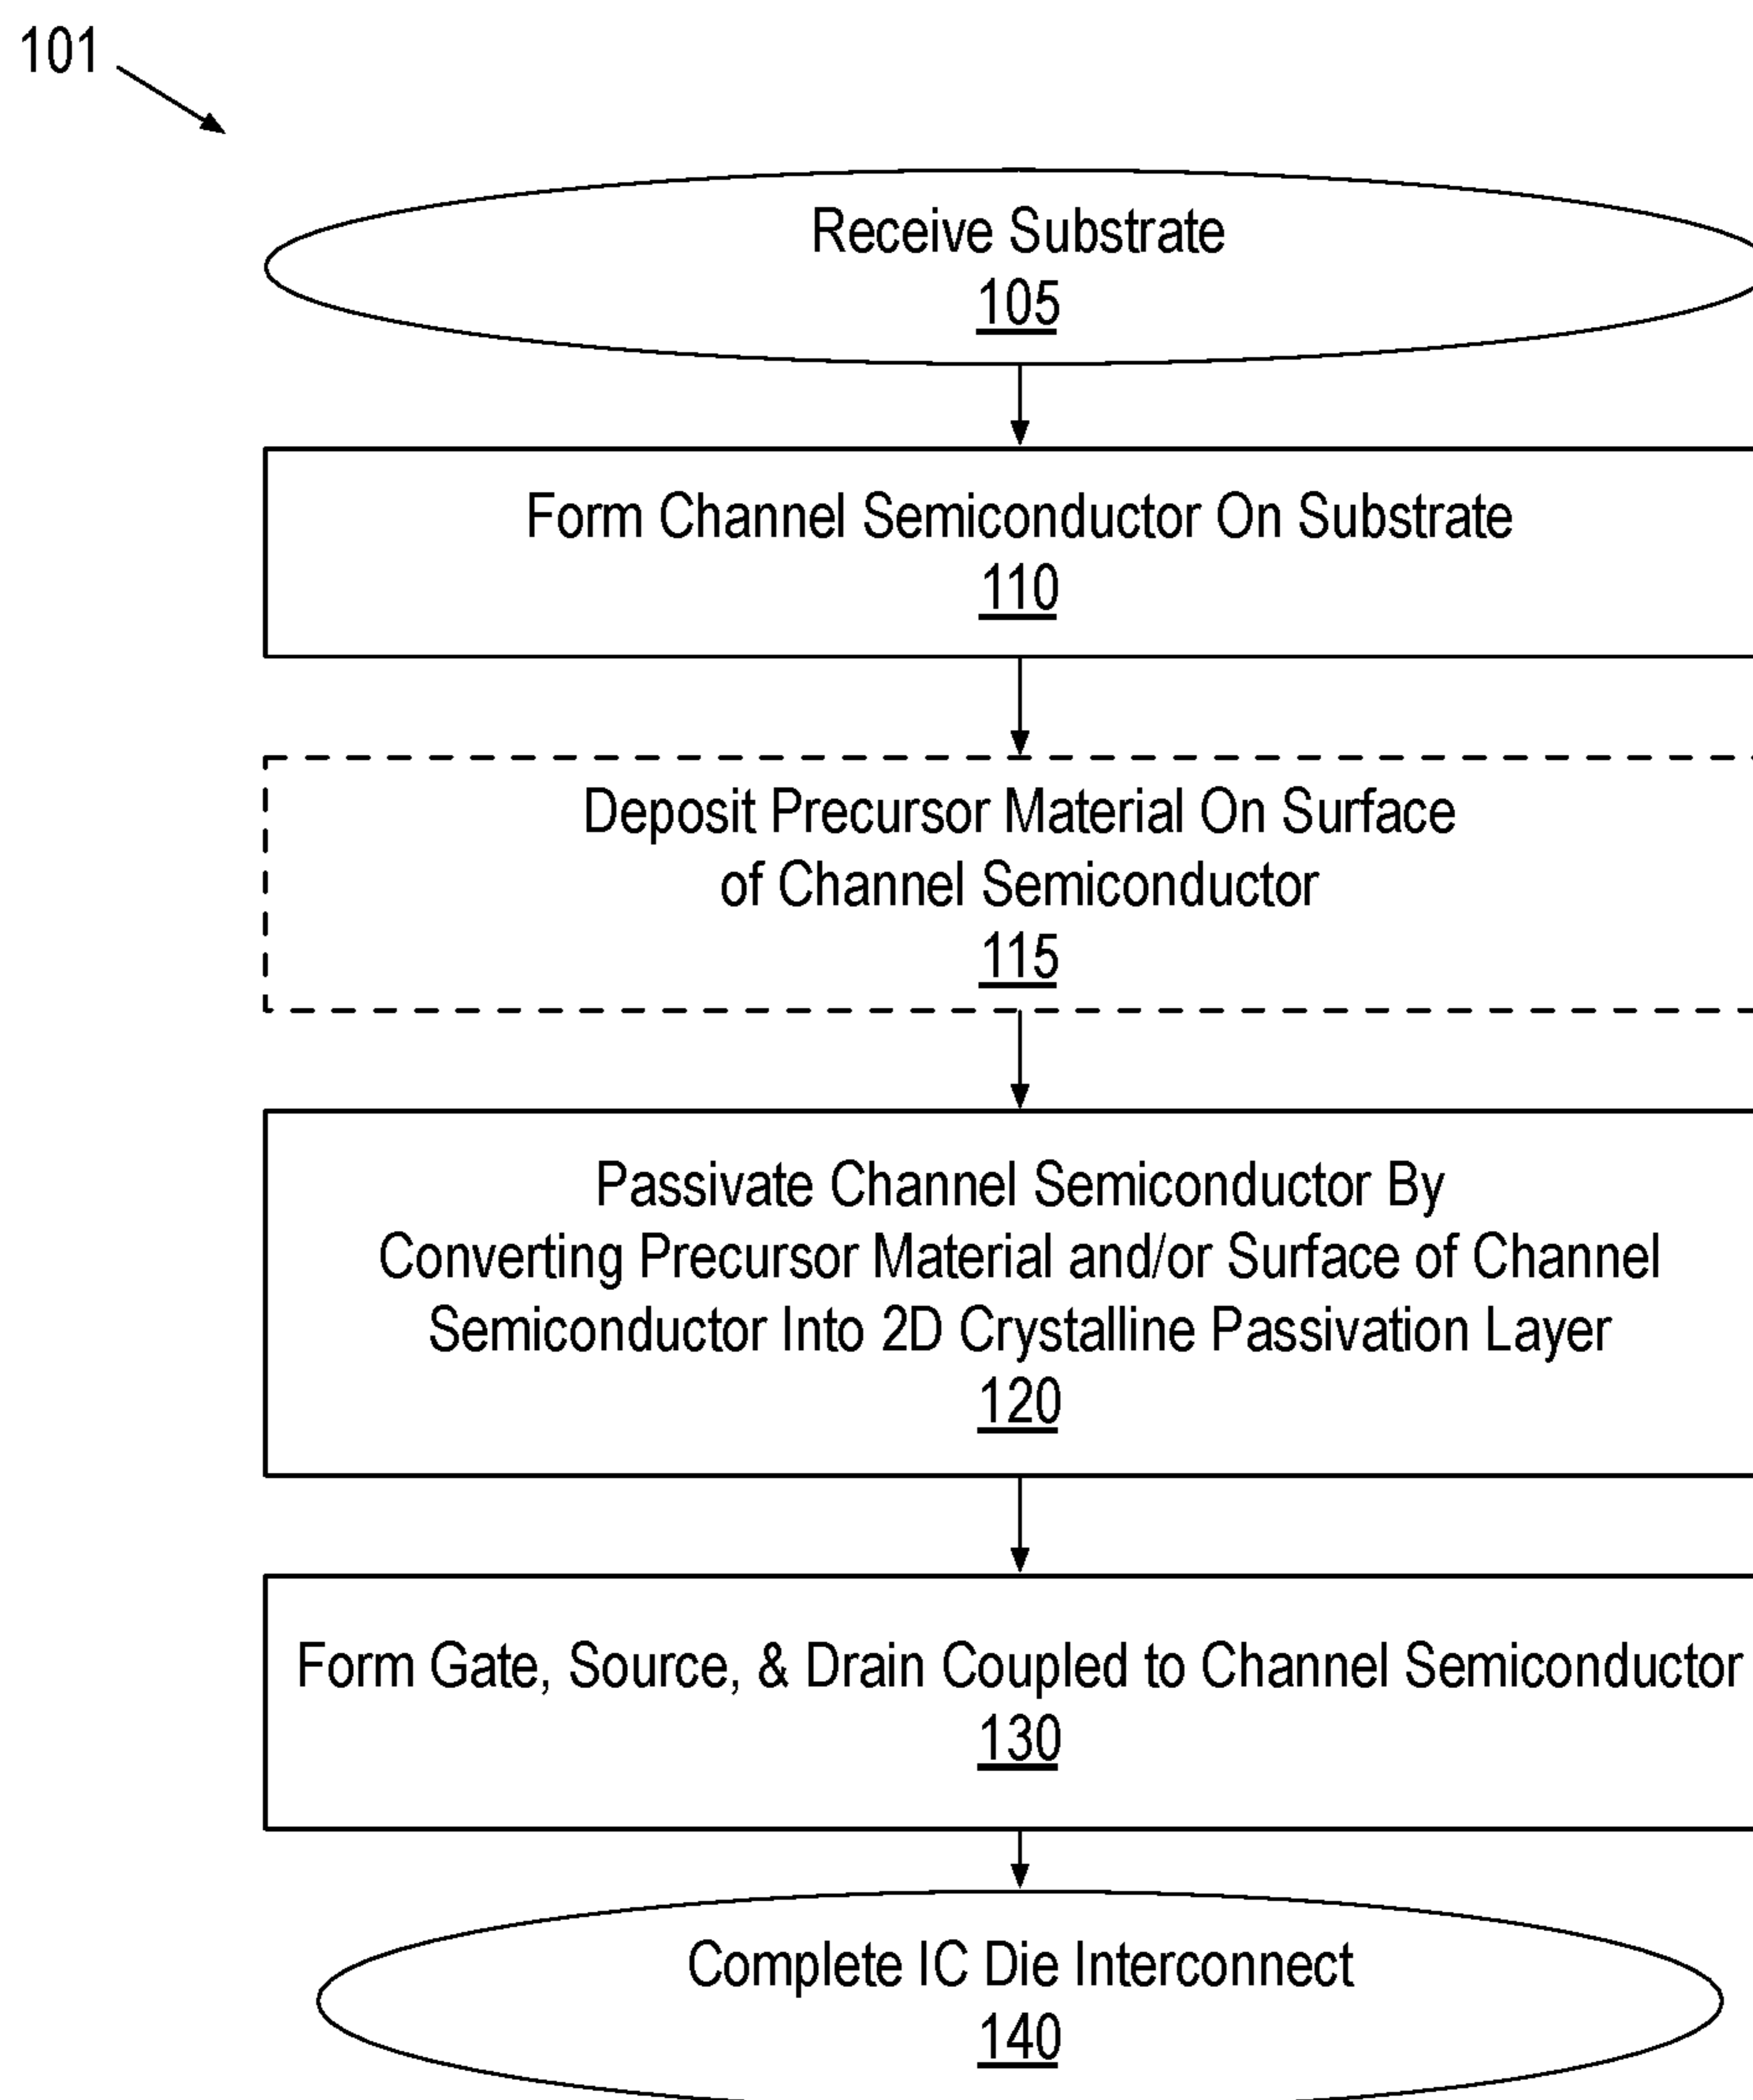 101
Receive Substrate
105
Form Channel Semiconductor On Substrate
110
Deposit Precursor Material On Surface
of Channel Semiconductor
115
Passivate Channel Semiconductor By
Converting Precursor Material and/or Surface of Channel
Semiconductor Into 2D Crystalline Passivation Layer
120
Form Gate, Source, & Drain Coupled to Channel Semiconductor
130
Complete IC Die Interconnect
140